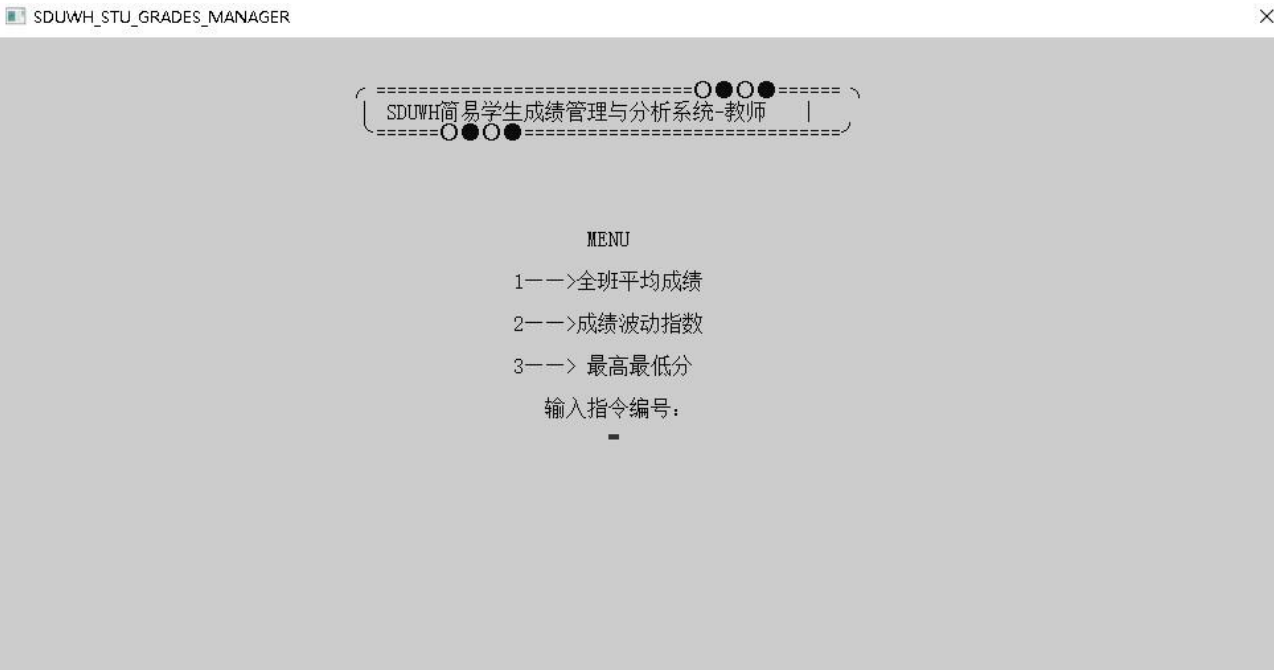 SDUWH_STU_GRADES_MANAGER
╭ ==============================○●○●====== ╮
│ SDUWH简易学生成绩管理与分析系统-教师 │
╰======○●○●==============================╯
MENU
1——>全班平均成绩
2——>成绩波动指数
3——> 最高最低分
输入指令编号：